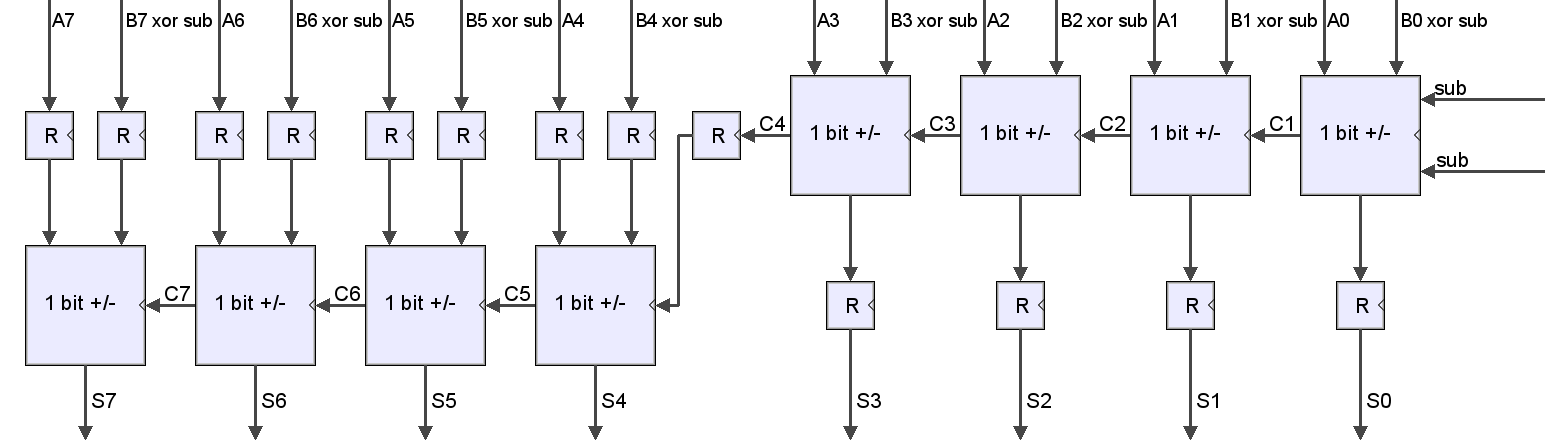 A7 B7 xor sub A6 B6 xor sub A5 B5 xor sub A4 B4 xor sub A3 B3 xor sub A2 B2 xor sub A1 B1 xor sub A0 B0 xor sub
sub
R R R R R R R R R C4 1 bit +/- C3 1 bit +/- C2 1 bit +/- C1 1 bit +/-
sub
1 bit +/- C7 1 bit +/- C6 1 bit +/- C5 1 bit +/- R R R R
S7 S6 S5 S4 S3 S2 S1 S0